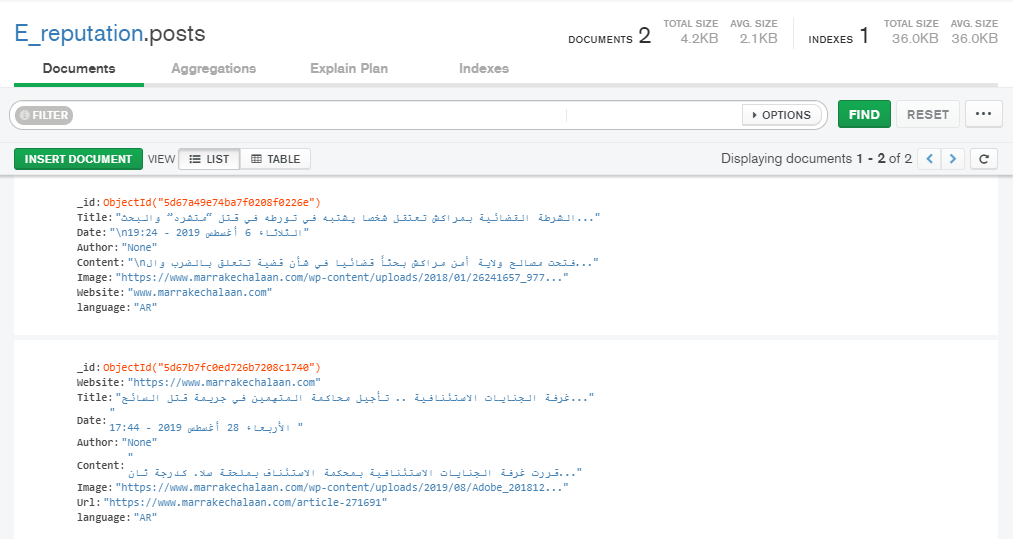 E_reputation.posts
DOCUMENTS 2 TOTAL SIZE 4.2KB AVG. SIZE 2.1KB INDEXES 1 TOTAL SIZE 36.0KB AVG. SIZE 36.0KB
Documents Aggregations Explain Plan Indexes
FILTER OPTIONS FIND RESET ...
INSERT DOCUMENT VIEW LIST TABLE Displaying documents 1 - 2 of 2
_id: ObjectId("5d67a49e74ba7f0208f0226e")
Title: "الشرطة القضائية بمراكش تعتقل شخصا يشتبه في تورطه في قتل “متشرد” والبحث..."
Date: "\nالثلاثاء 6 أغسطس 2019 - 19:24"
Author: "None"
Content: "\nفتحت مصالح ولاية أمن مراكش بحثاً قضائيا في شأن قضية تتعلق بالضرب وال..."
Image: "https://www.marrakechalaan.com/wp-content/uploads/2018/01/26241657_977..."
Website: "www.marrakechalaan.com"
language: "AR"
_id: ObjectId("5d67b7fc0ed726b7208c1740")
Website: "https://www.marrakechalaan.com"
Title: "غرفة الجنايات الاستئنافية .. تأجيل محاكمة المتهمين في جريمة قتل السائح..."
Date: "
الأربعاء 28 أغسطس 2019 - 17:44 "
Author: "None"
Content: "
قررت غرفة الجنايات الاستئنافية بمحكمة الاستئناف بملحقة سلا، كدرجة ثان..."
Image: "https://www.marrakechalaan.com/wp-content/uploads/2019/08/Adobe_201812..."
Url: "https://www.marrakechalaan.com/article-271691"
language: "AR"